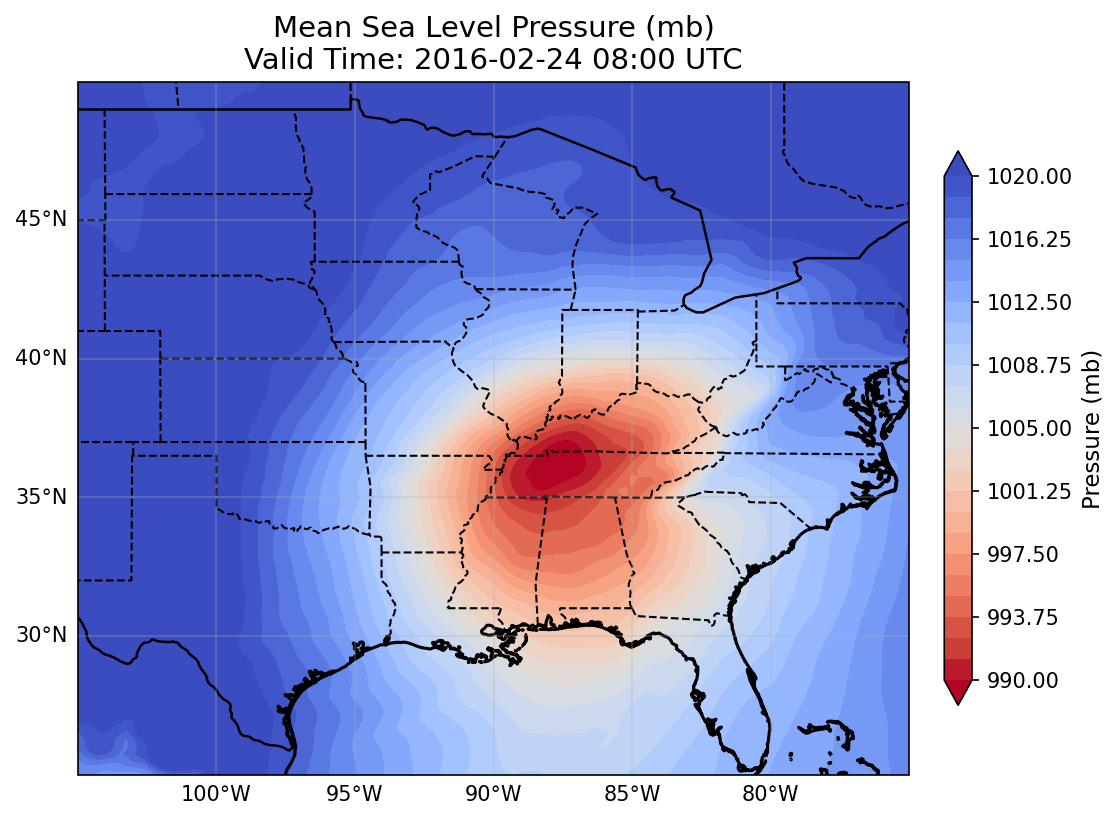 Mean Sea Level Pressure (mb)
Valid Time: 2016-02-24 08:00 UTC
45°N
40°N
35°N
30°N
100°W
95°W
90°W
85°W
80°W
1020.00
1016.25
1012.50
1008.75
1005.00
1001.25
997.50
993.75
990.00
Pressure (mb)